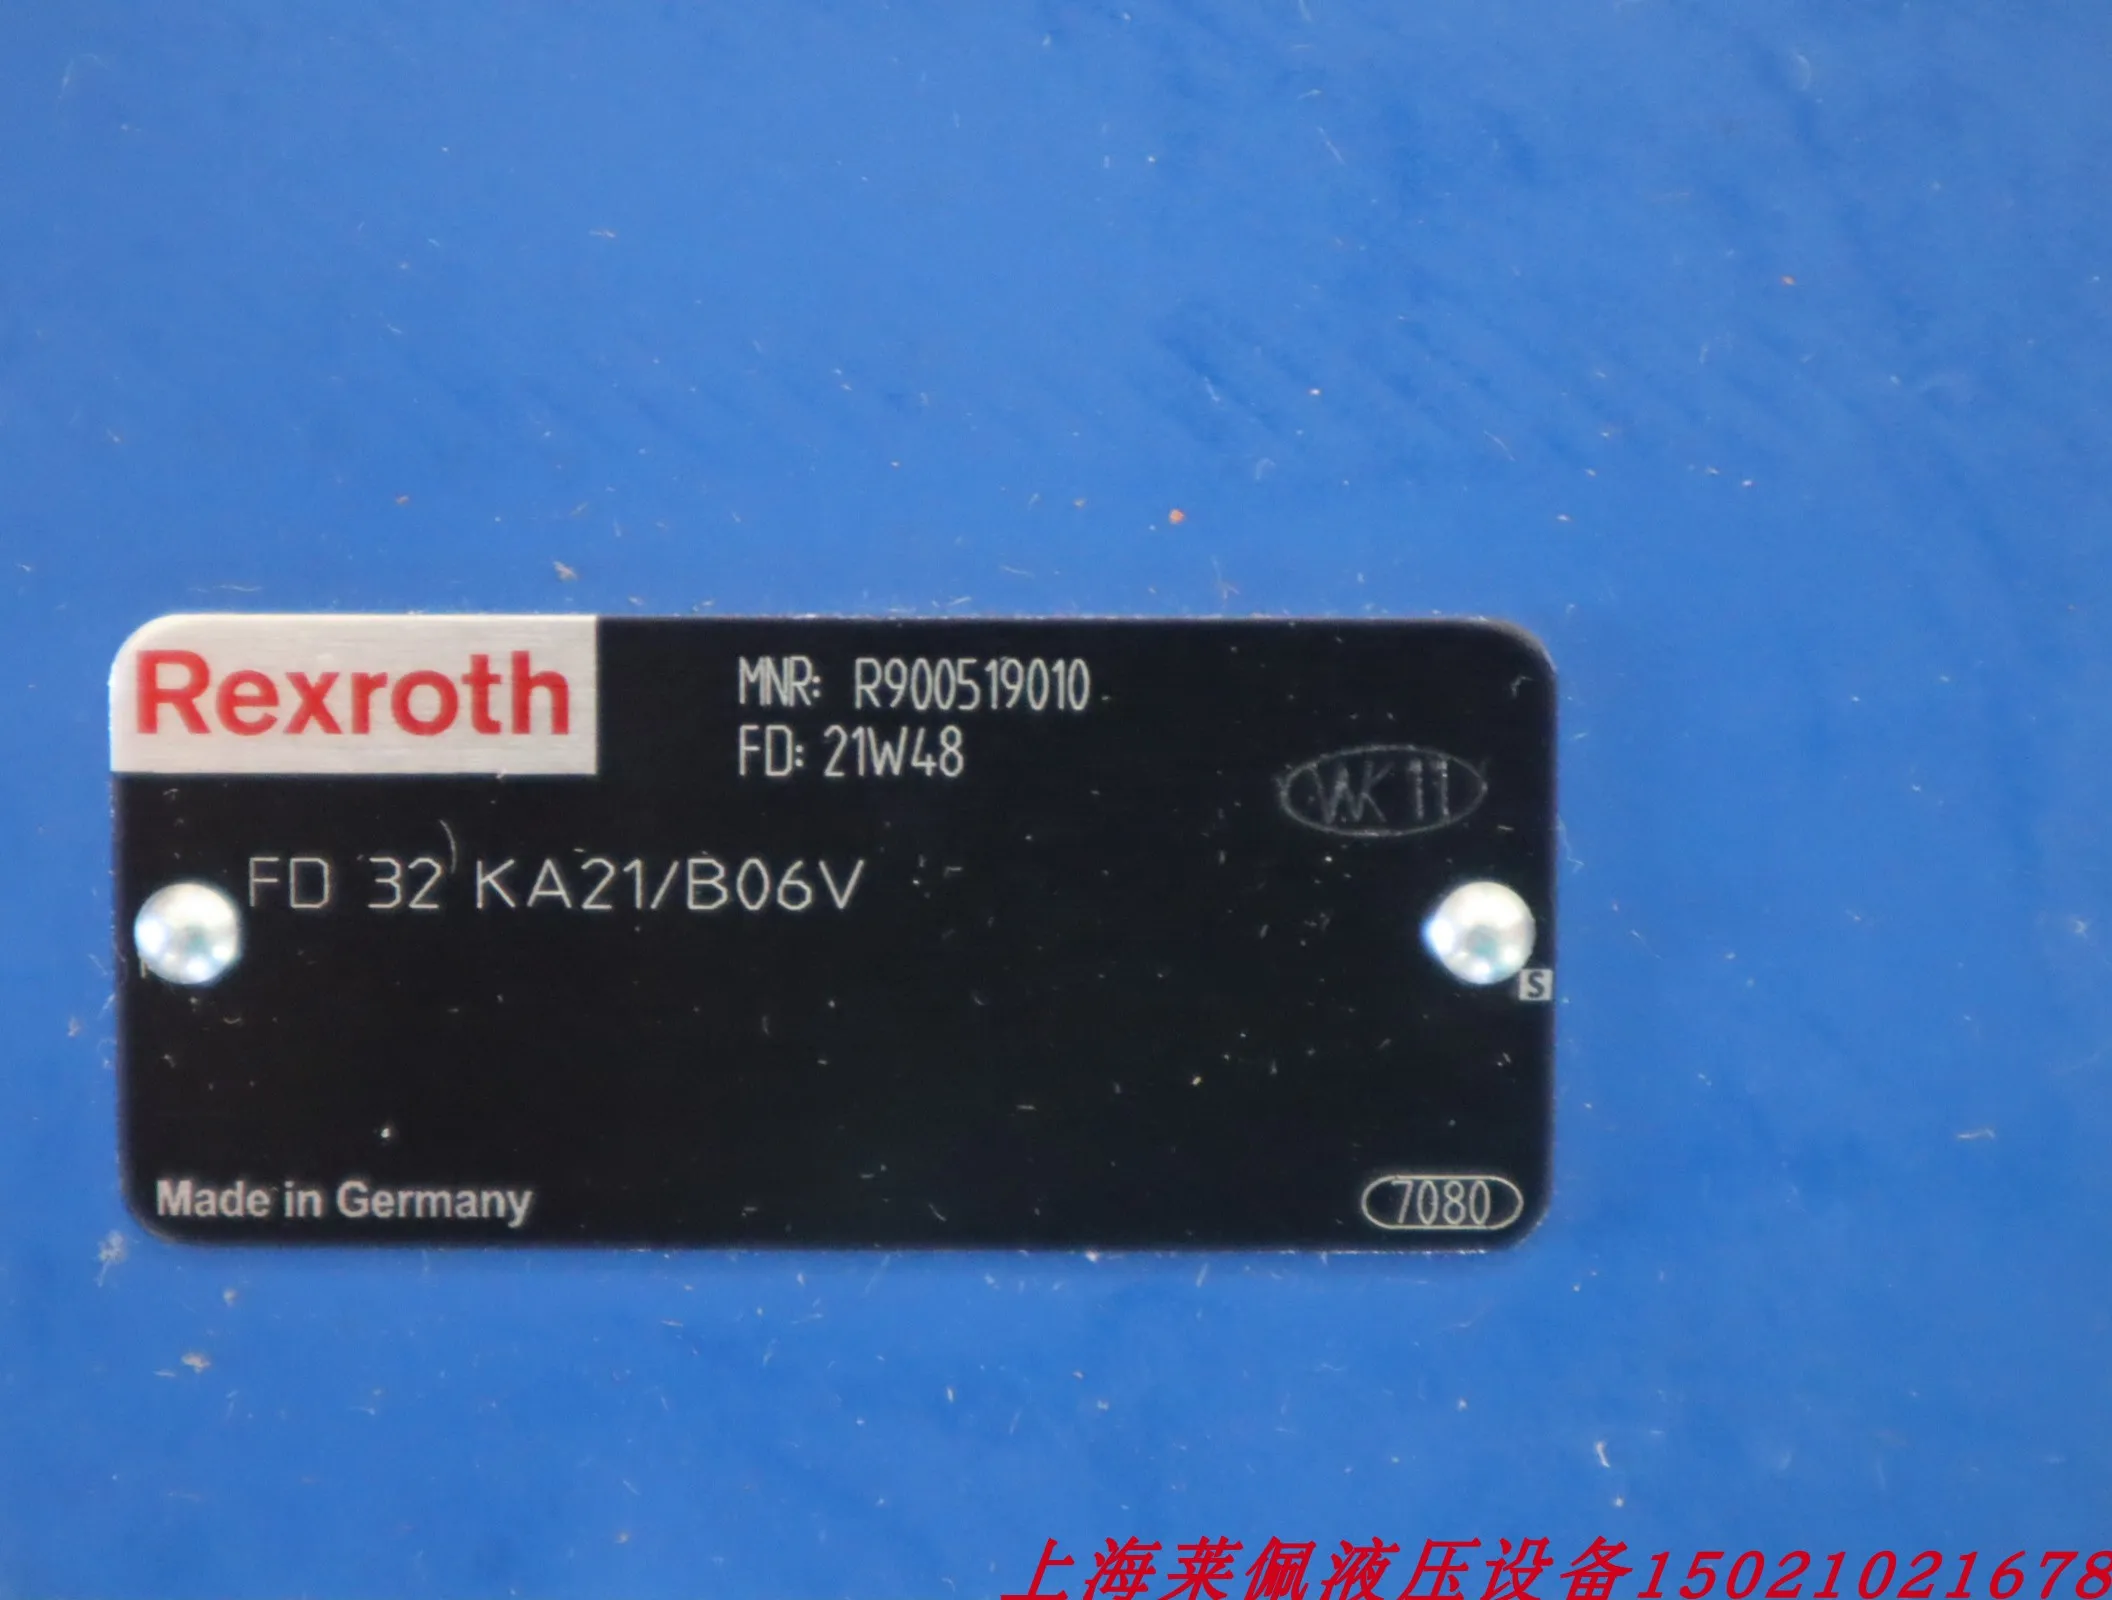 Rexroth
MNR: R900519010
FD: 21W48
WK 11
FD 32 KA21/B06V
S
Made in Germany
7080
上海莱佩液压设备15021021678